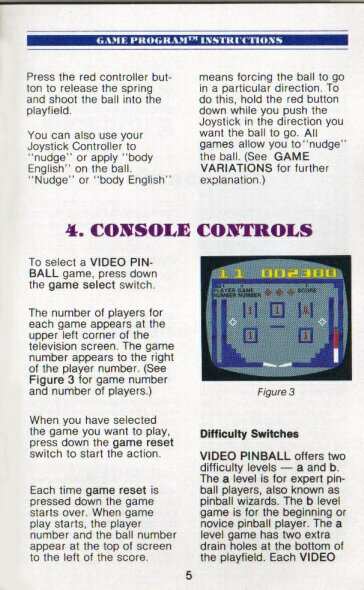 GAME PROGRAM™ INSTRUCTIONS
Press the red controller but-
ton to release the spring
and shoot the ball into the
playfield.
You can also use your
Joystick Controller to
"nudge" or apply "body
English" on the ball.
"Nudge" or "body English"
means forcing the ball to go
in a particular direction. To
do this, hold the red button
down while you push the
Joystick in the direction you
want the ball to go. All
games allow you to "nudge"
the ball. (See GAME
VARIATIONS for further
explanation.)
4. CONSOLE CONTROLS
To select a VIDEO PIN-
BALL game, press down
the game select switch.
The number of players for
each game appears at the
upper left corner of the
television screen. The game
number appears to the right
of the player number. (See
Figure 3 for game number
and number of players.)
When you have selected
the game you want to play,
press down the game reset
switch to start the action.
Each time game reset is
pressed down the game
starts over. When game
play starts, the player
number and the ball number
appear at the top of screen
to the left of the score.
1 1 002300
PLAYER GAME SCORE
NUMBER NUMBER
1 1 4
1 1
Figure 3
Difficulty Switches
VIDEO PINBALL offers two
difficulty levels — a and b.
The a level is for expert pin-
ball players, also known as
pinball wizards. The b level
game is for the beginning or
novice pinball player. The a
level game has two extra
drain holes at the bottom of
the playfield. Each VIDEO
5